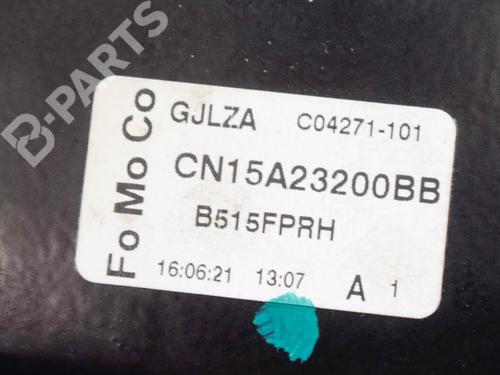 B-PARTS
Fo Mo Co
GJLZA C04271-101
CN15A23200BB
B515FPRH
16:06:21 13:07 A 1